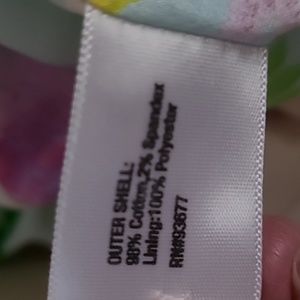 OUTER SHELL:
98% Cotton,2% Spandex
Lining:100% Polyester
RN#93677